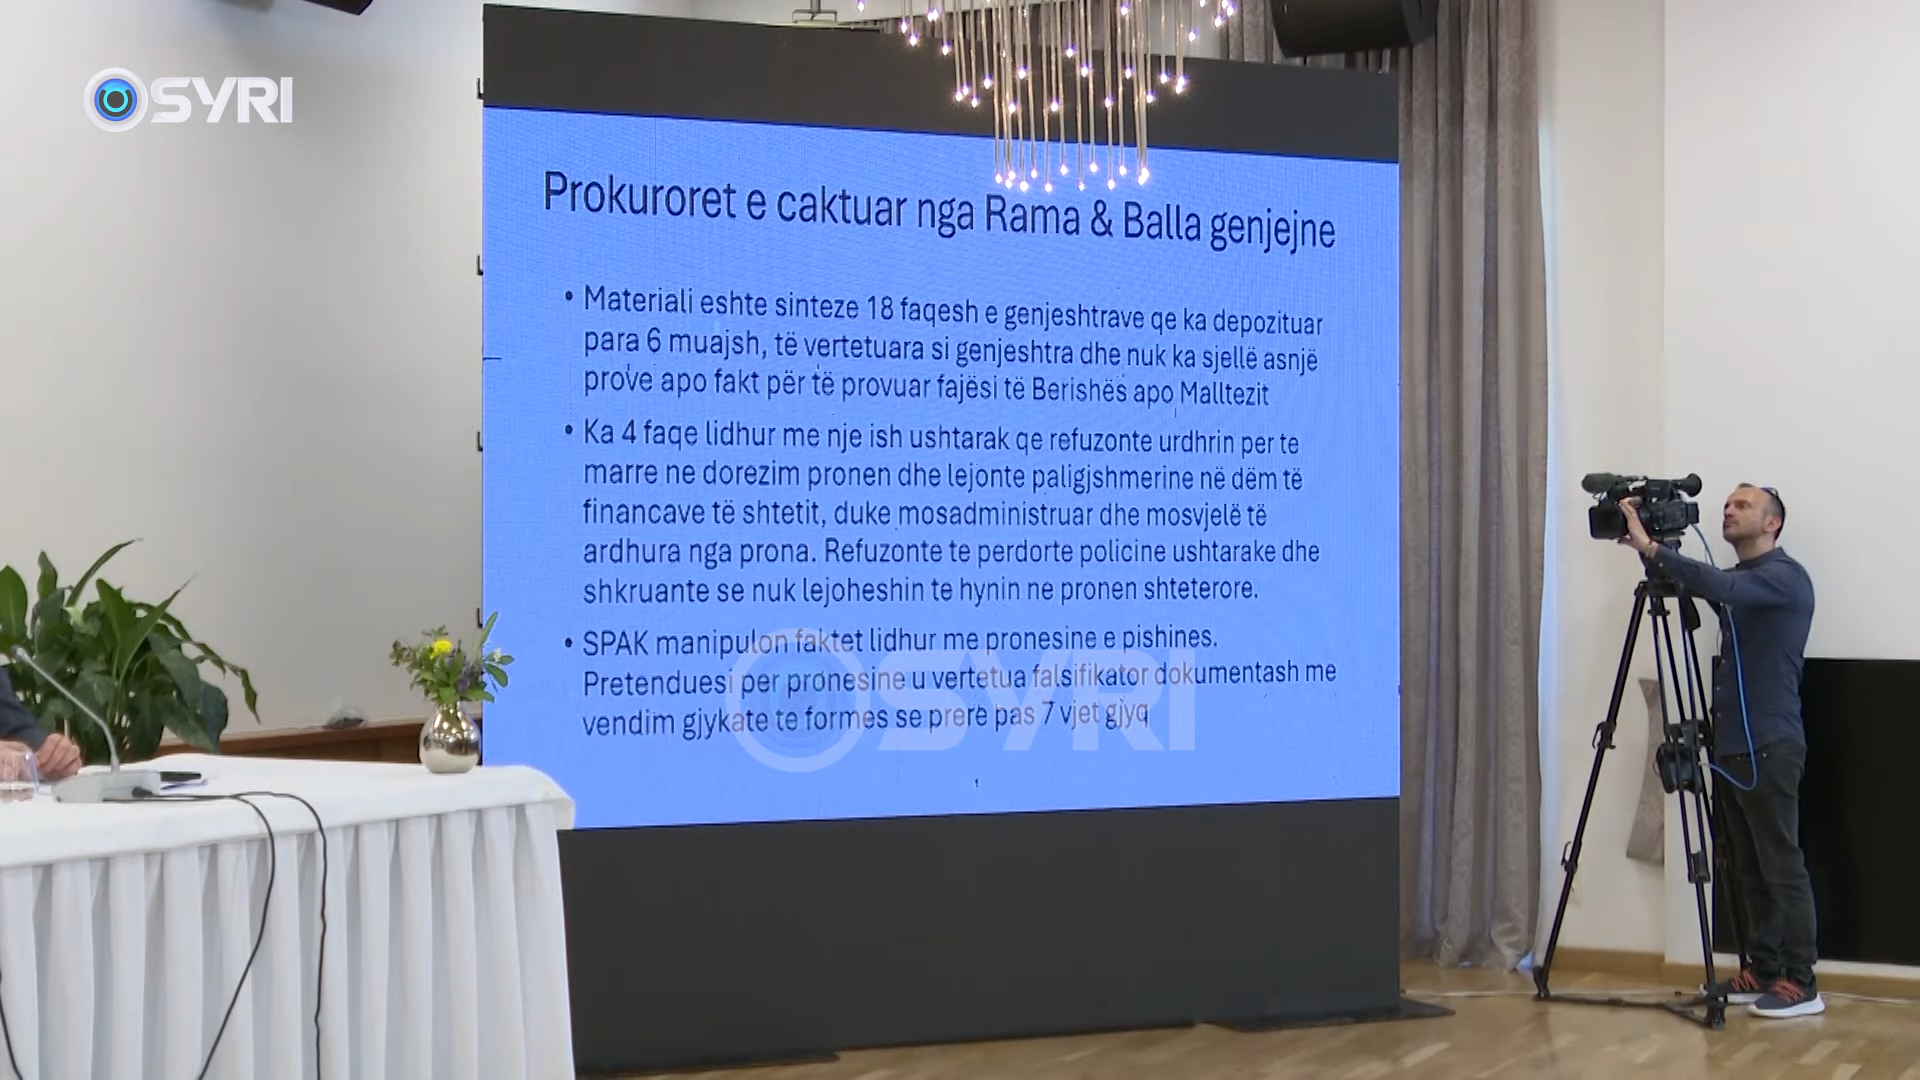 SYRI
Prokuroret e caktuar nga Rama & Balla genjejne
• Materiali eshte sinteze 18 faqesh e genjeshtrave qe ka depozituar
para 6 muajsh, të vertetuara si genjeshtra dhe nuk ka sjellë asnjë
prove apo fakt për të provuar fajësi të Berishës apo Malltezit
• Ka 4 faqe lidhur me nje ish ushtarak qe refuzonte urdhrin per te
marre ne dorezim pronen dhe lejonte paligjshmerine në dëm të
financave të shtetit, duke mosadministruar dhe mosvjelë të
ardhura nga prona. Refuzonte te perdorte policine ushtarake dhe
shkruante se nuk lejoheshin te hynin ne pronen shteterore.
• SPAK manipulon faktet lidhur me pronesine e pishines.
Pretenduesi per pronesine u vertetua falsifikator dokumentash me
vendim gjykate te formes se prerë pas 7 vjet gjyq
SYRI